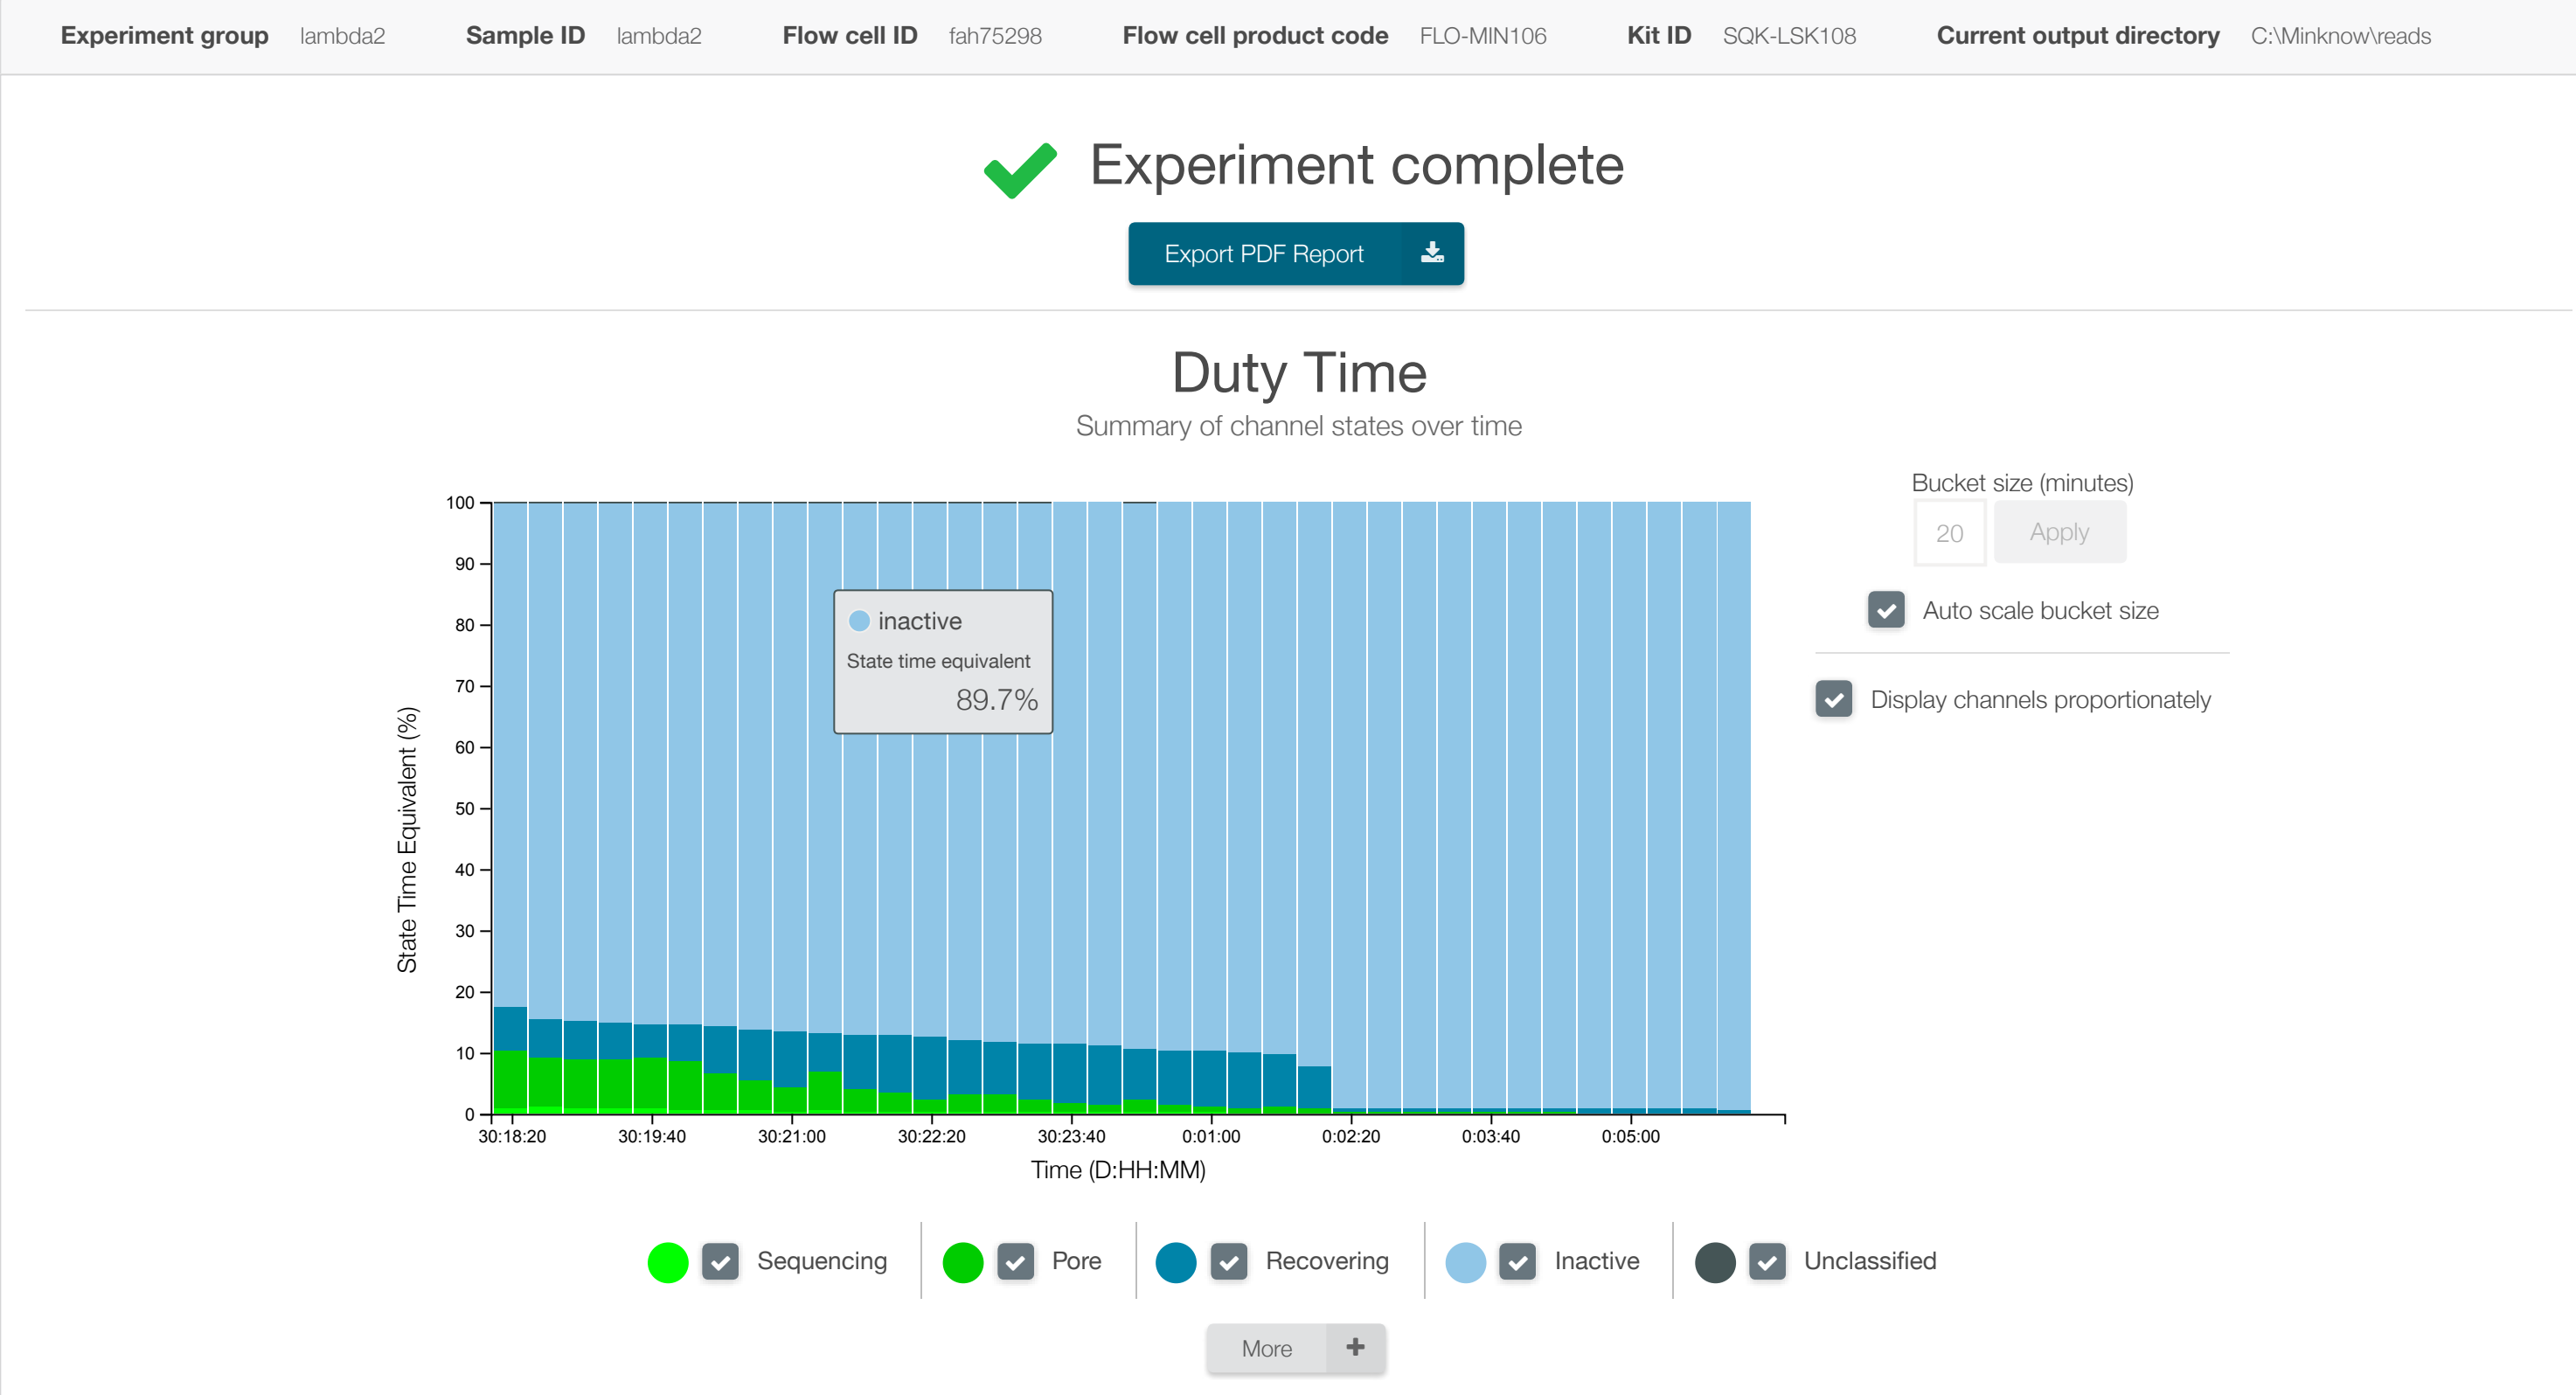 Experiment group lambda2 Sample ID lambda2 Flow cell ID fah75298 Flow cell product code FLO-MIN106 Kit ID SQK-LSK108 Current output directory C:\Minknow\reads
Experiment complete
Export PDF Report
Duty Time
Summary of channel states over time
Bucket size (minutes)
20 Apply
Auto scale bucket size
Display channels proportionately
State Time Equivalent (%)
100
90
80
70
60
50
40
30
20
10
0
inactive
State time equivalent
89.7%
30:18:20 30:19:40 30:21:00 30:22:20 30:23:40 0:01:00 0:02:20 0:03:40 0:05:00
Time (D:HH:MM)
Sequencing Pore Recovering Inactive Unclassified
More +